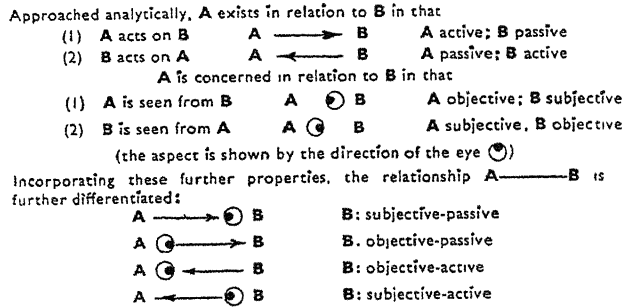 Approached analytically, A exists in relation to B in that
(1) A acts on B A B A active; B passive
(2) B acts on A A B A passive; B active
A is concerned in relation to B in that
(1) A is seen from B A B A objective; B subjective
(2) B is seen from A A B A subjective, B objective
(the aspect is shown by the direction of the eye )
Incorporating these further properties, the relationship A———B is
further differentiated:
A B B: subjective-passive
A B B. objective-passive
A B B: objective-active
A B B: subjective-active